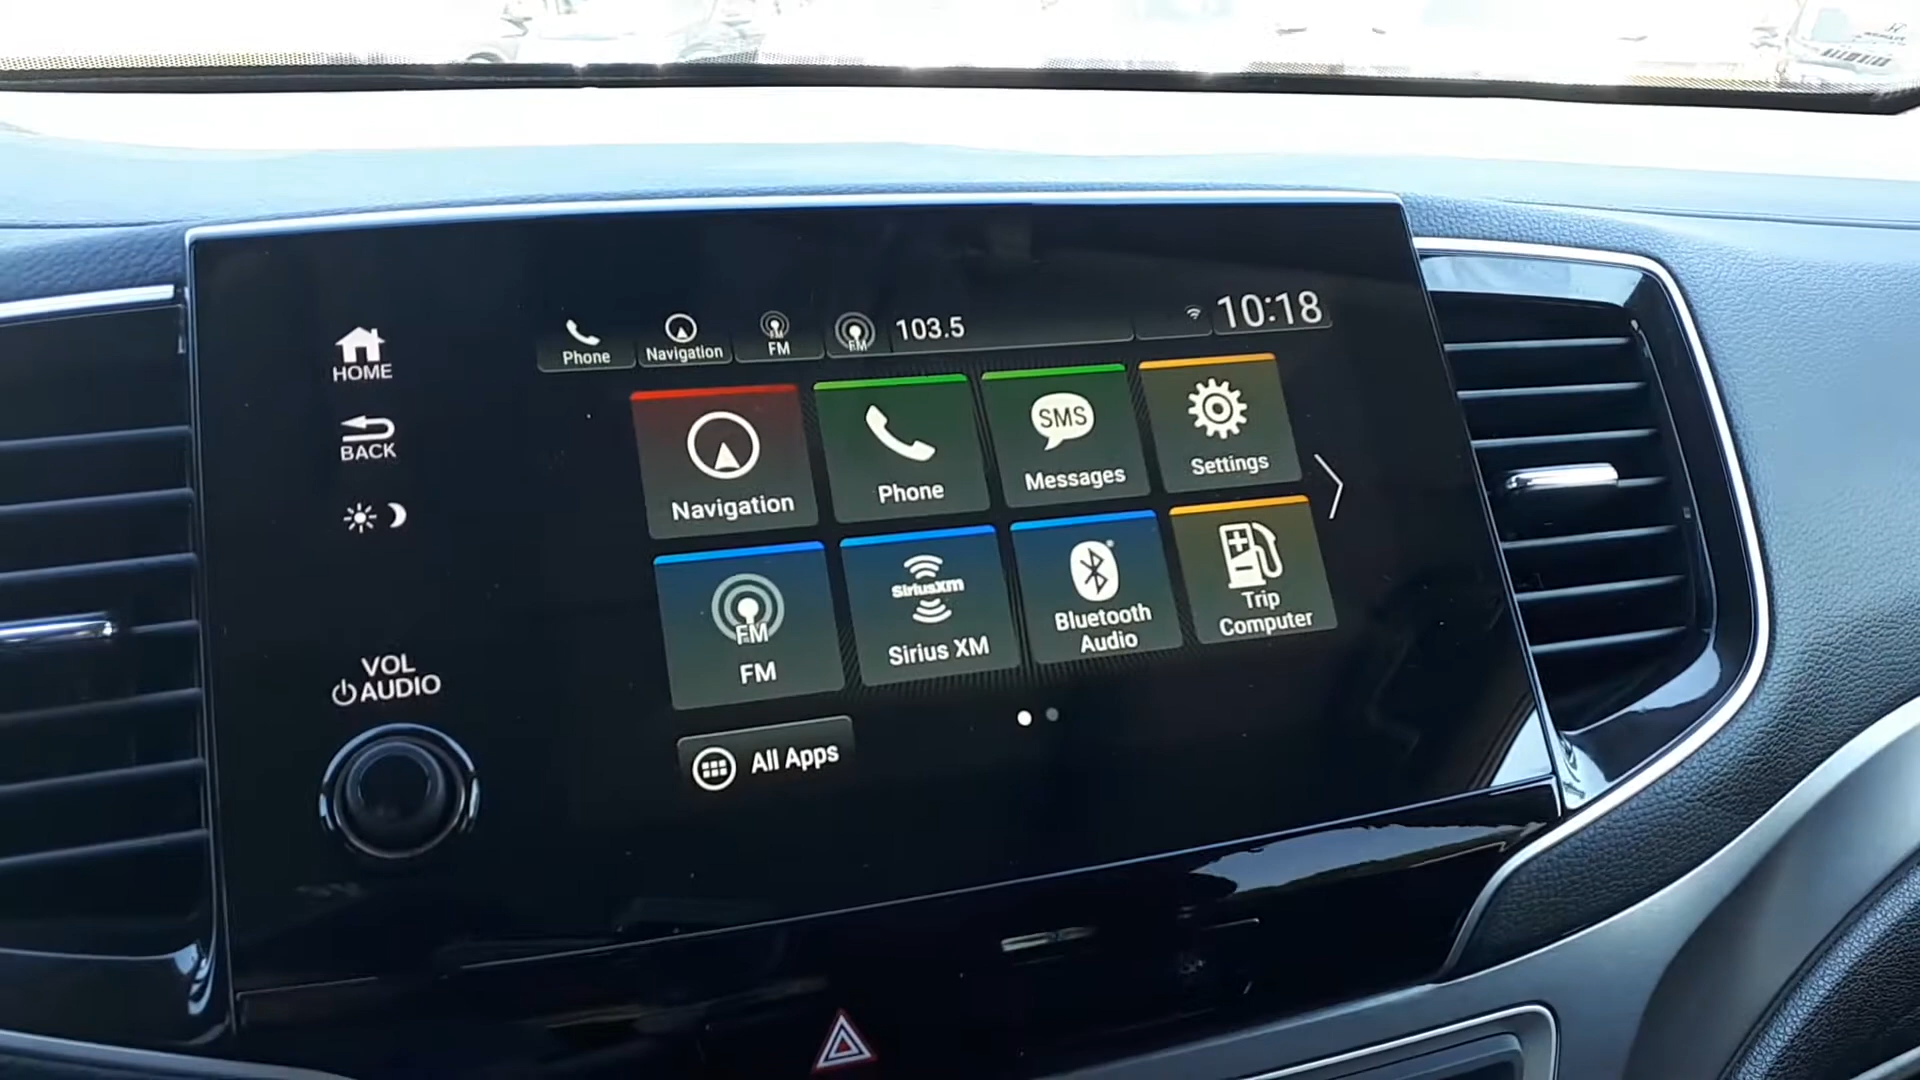 HOME
BACK
VOL
AUDIO
Phone
Navigation
FM
FM
FM
103.5
10:18
Navigation
Phone
SMS
Messages
Settings
FM
FM
SiriusXm
Sirius XM
Bluetooth
Audio
Trip
Computer
All Apps